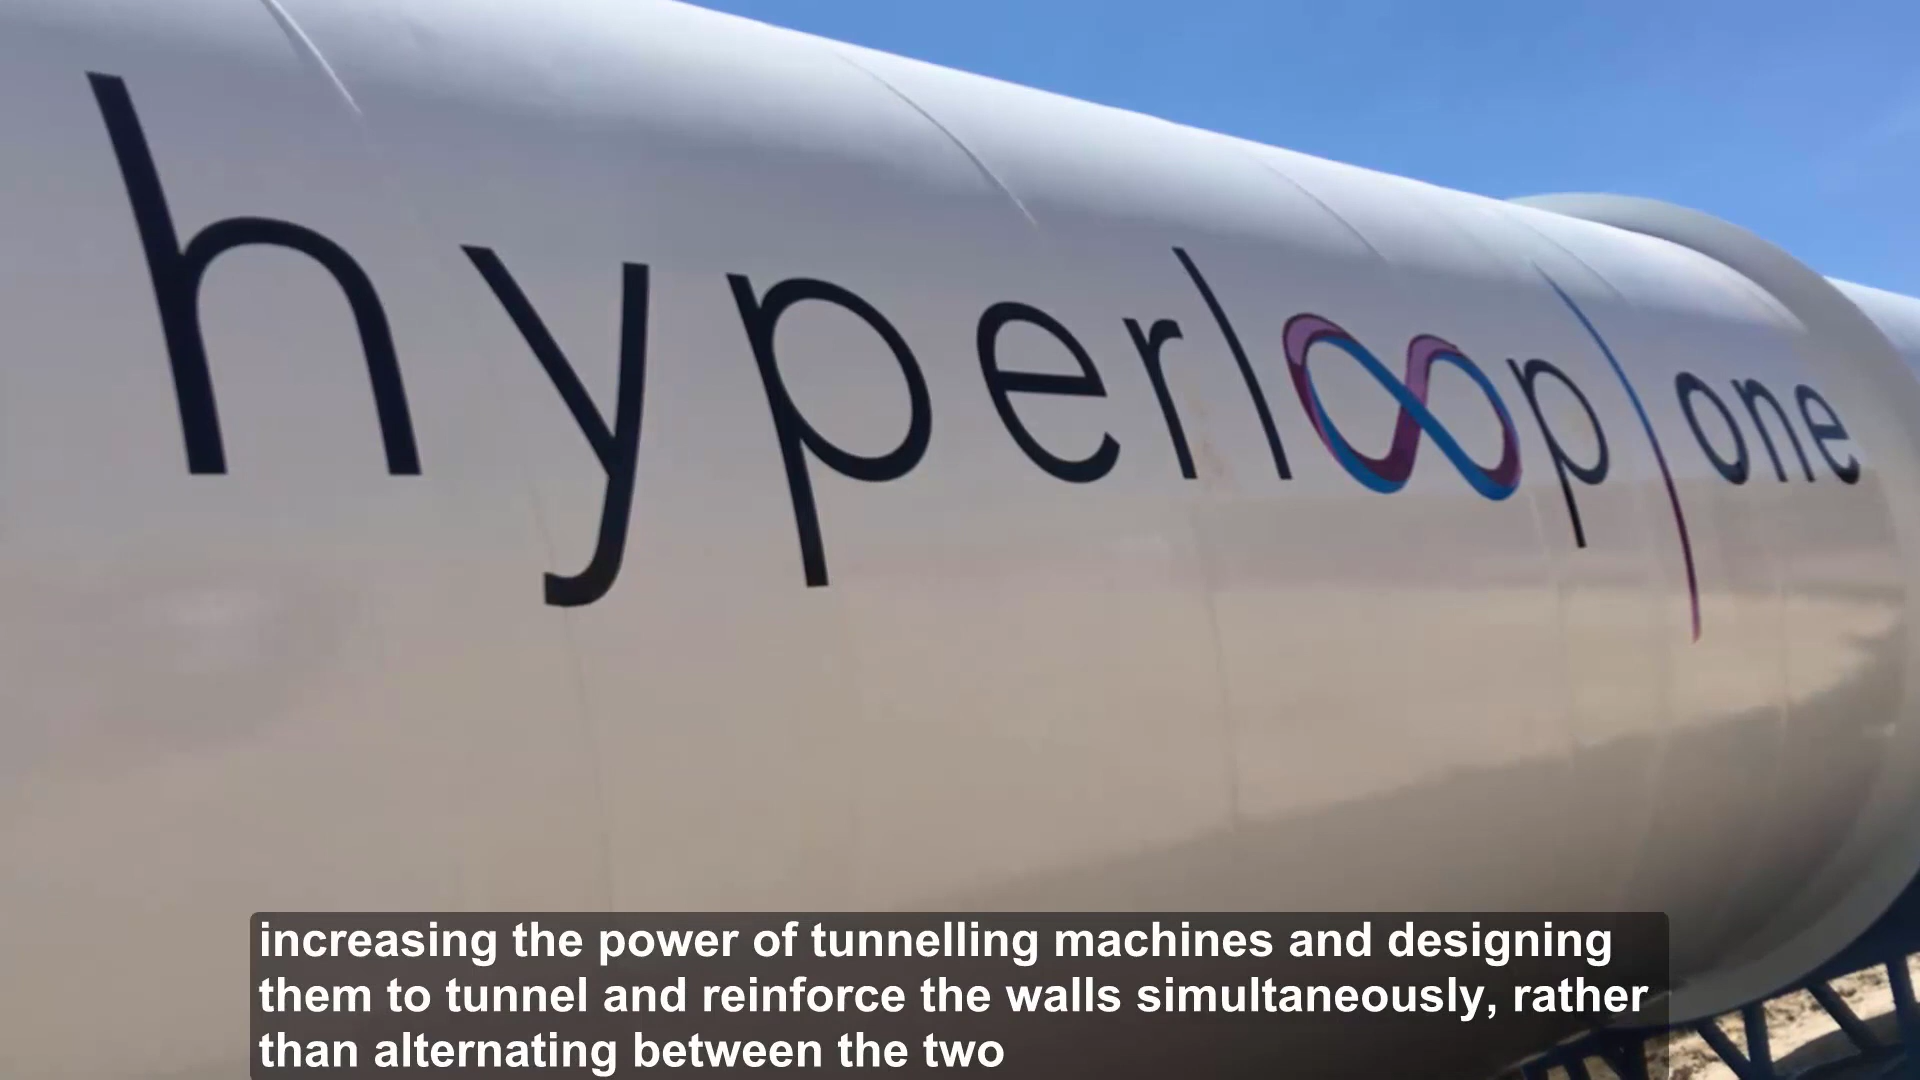 hyperloop one
increasing the power of tunnelling machines and designing
them to tunnel and reinforce the walls simultaneously, rather
than alternating between the two